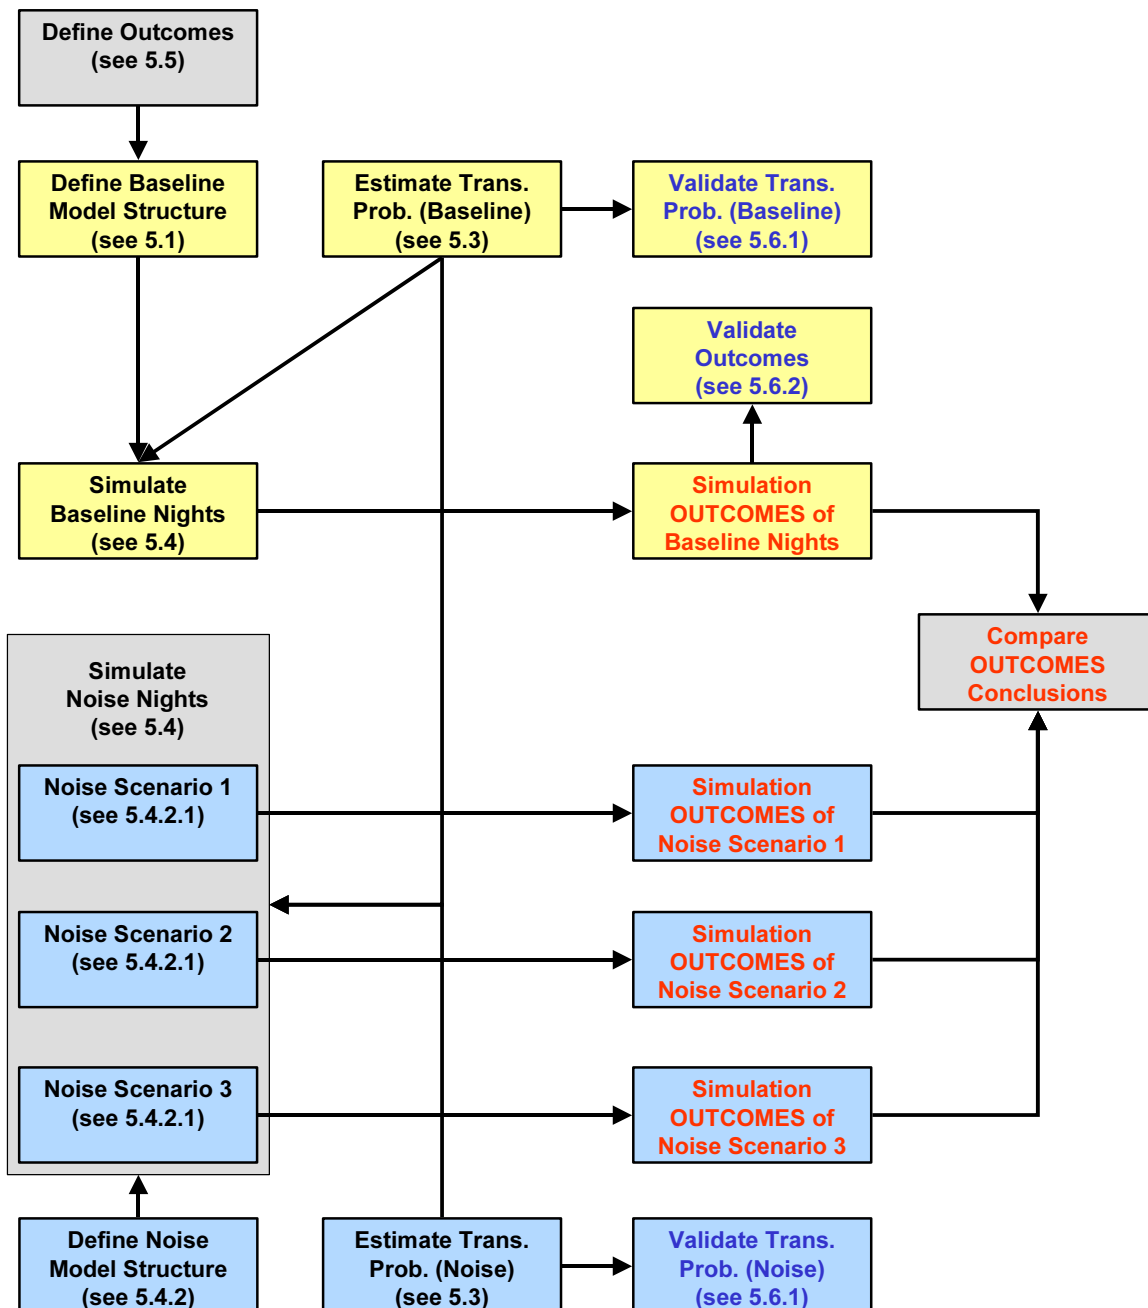 Define Outcomes
(see 5.5)
Define Baseline
Model Structure
(see 5.1)
Estimate Trans.
Prob. (Baseline)
(see 5.3)
Validate Trans.
Prob. (Baseline)
(see 5.6.1)
Validate
Outcomes
(see 5.6.2)
Simulate
Baseline Nights
(see 5.4)
Simulation
OUTCOMES of
Baseline Nights
Compare
OUTCOMES
Conclusions
Simulate
Noise Nights
(see 5.4)
Noise Scenario 1
(see 5.4.2.1)
Simulation
OUTCOMES of
Noise Scenario 1
Noise Scenario 2
(see 5.4.2.1)
Simulation
OUTCOMES of
Noise Scenario 2
Noise Scenario 3
(see 5.4.2.1)
Simulation
OUTCOMES of
Noise Scenario 3
Define Noise
Model Structure
(see 5.4.2)
Estimate Trans.
Prob. (Noise)
(see 5.3)
Validate Trans.
Prob. (Noise)
(see 5.6.1)